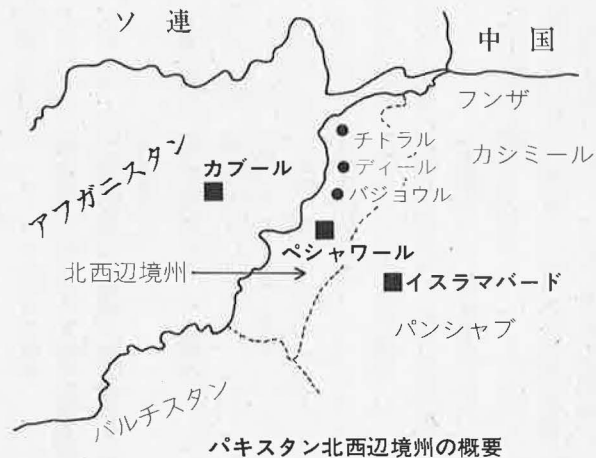 ソ連
中国
フンザ
チトラル
カシミール
ディール
アフガニスタン
カブール
バジョウル
ペシャワール
北西辺境州
イスラマバード
パンシャブ
バルチスタン
パキスタン北西辺境州の概要